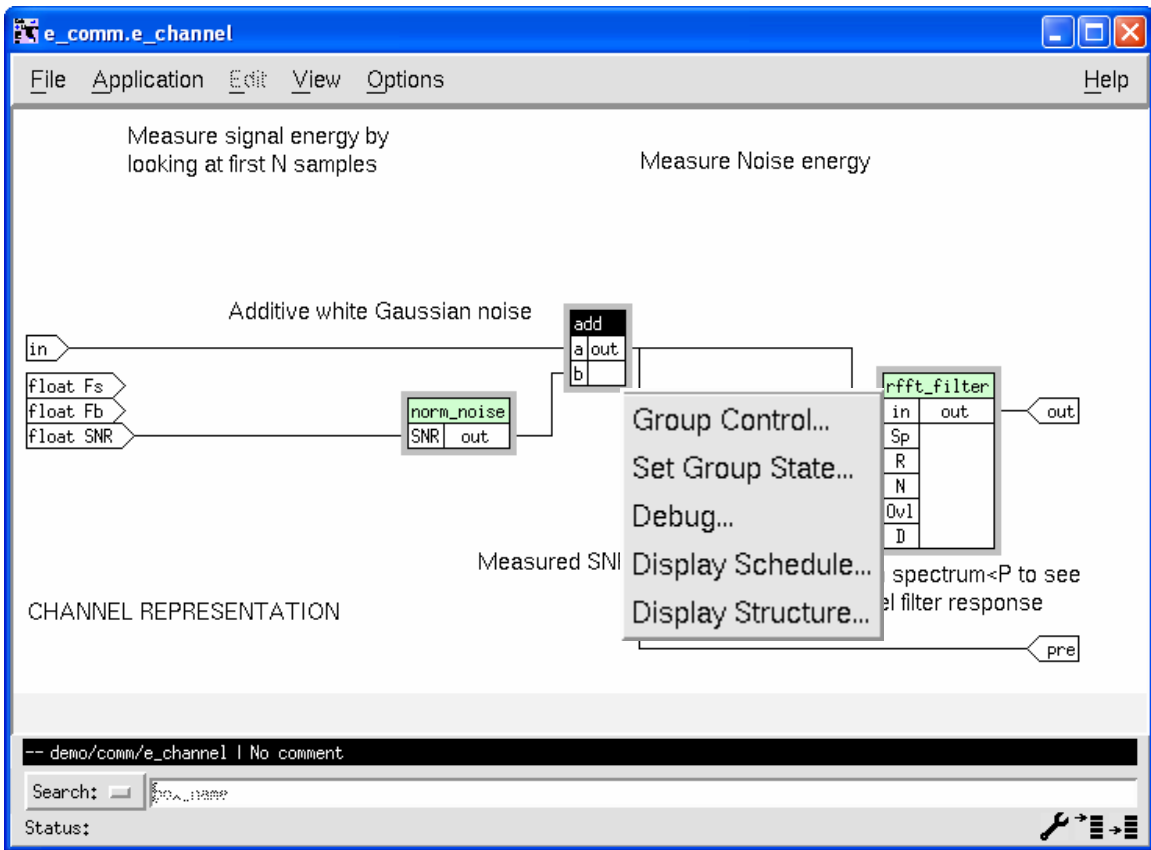 e_comm.e_channel
File Application Edit View Options Help
Measure signal energy by
looking at first N samples
Measure Noise energy
Additive white Gaussian noise
add
a out
b
in
float Fs
float Fb
float SNR
norm_noise
SNR out
rfft_filter
in out
Sp
R
N
Ovl
D
out
Group Control...
Set Group State...
Debug...
Display Schedule...
Display Structure...
Measured
spectrum<P to see
filter response
CHANNEL REPRESENTATION
pre
-- demo/comm/e_channel | No comment
Search: box_name
Status: